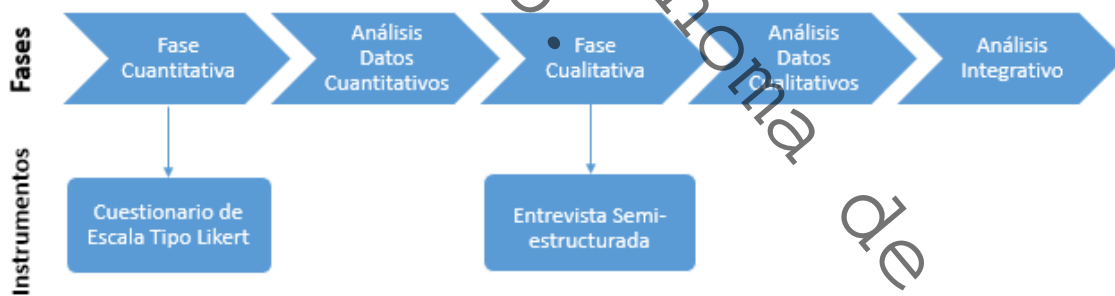 Fases
Fase
Cuantitativa
Análisis
Datos
Cuantitativos
Fase
Cualitativa
Análisis
Datos
Cualitativos
Análisis
Integrativo
Instrumentos
Cuestionario de
Escala Tipo Likert
Entrevista Semi-
estructurada
de